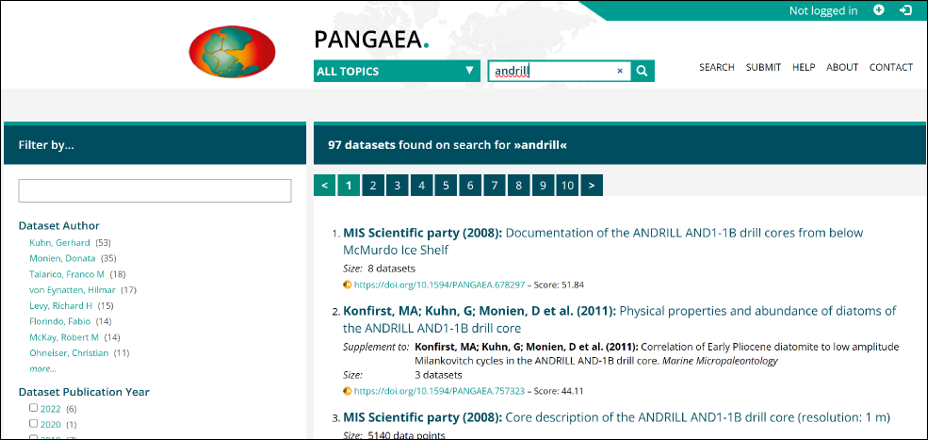 Not logged in
PANGAEA.
ALL TOPICS ▼
andrill ×
SEARCH SUBMIT HELP ABOUT CONTACT
Filter by...
Dataset Author
Kuhn, Gerhard (53)
Monien, Donata (35)
Talarico, Franco M (18)
von Eynatten, Hilmar (17)
Levy, Richard H (15)
Florindo, Fabio (14)
McKay, Robert M (14)
Ohneiser, Christian (11)
more...
Dataset Publication Year
2022 (6)
2020 (1)
97 datasets found on search for »andrill«
< 1 2 3 4 5 6 7 8 9 10 >
1. MIS Scientific party (2008): Documentation of the ANDRILL AND1-1B drill cores from below
McMurdo Ice Shelf
Size: 8 datasets
https://doi.org/10.1594/PANGAEA.678297 – Score: 51.84
2. Konfirst, MA; Kuhn, G; Monien, D et al. (2011): Physical properties and abundance of diatoms of
the ANDRILL AND1-1B drill core
Supplement to: Konfirst, MA; Kuhn, G; Monien, D et al. (2011): Correlation of Early Pliocene diatomite to low amplitude
Milankovitch cycles in the ANDRILL AND-1B drill core. Marine Micropaleontology
Size: 3 datasets
https://doi.org/10.1594/PANGAEA.757323 – Score: 44.11
3. MIS Scientific party (2008): Core description of the ANDRILL AND1-1B drill core (resolution: 1 m)
Size: 5140 data points